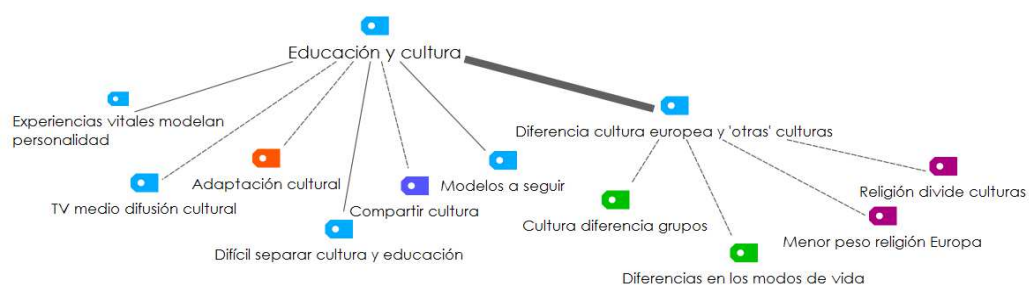 Educación y cultura
Experiencias vitales modelan
personalidad
Diferencia cultura europea y 'otras' culturas
TV medio difusión cultural
Adaptación cultural
Compartir cultura
Modelos a seguir
Difícil separar cultura y educación
Cultura diferencia grupos
Diferencias en los modos de vida
Menor peso religión Europa
Religión divide culturas